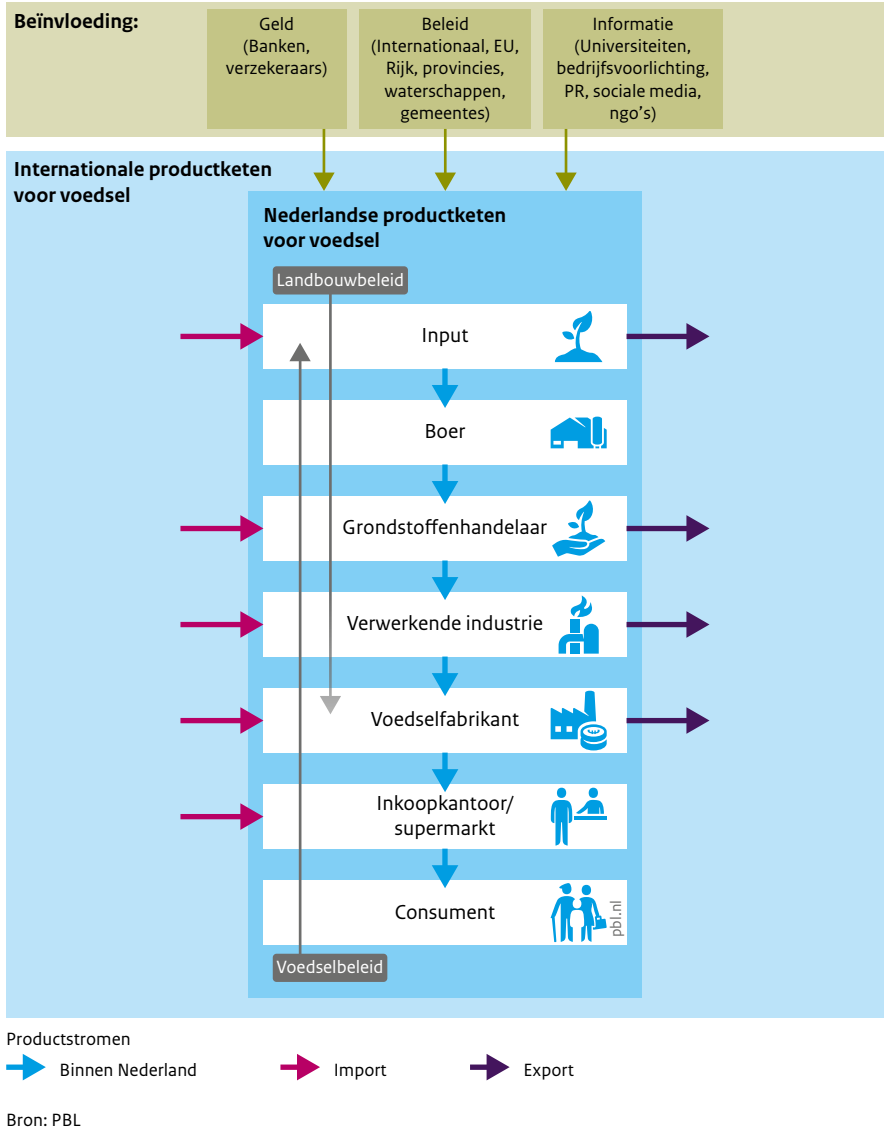 Beïnvloeding:
Geld
(Banken,
verzekeraars)
Beleid
(Internationaal, EU,
Rijk, provincies,
waterschappen,
gemeentes)
Informatie
(Universiteiten,
bedrijfsvoorlichting,
PR, sociale media,
ngo's)
Internationale productketen
voor voedsel
Nederlandse productketen
voor voedsel
Landbouwbeleid
Input
Boer
Grondstoffenhandelaar
Verwerkende industrie
Voedselfabrikant
Inkoopkantoor/
supermarkt
Consument
pbl.nl
Voedselbeleid
Productstromen
Binnen Nederland
Import
Export
Bron: PBL